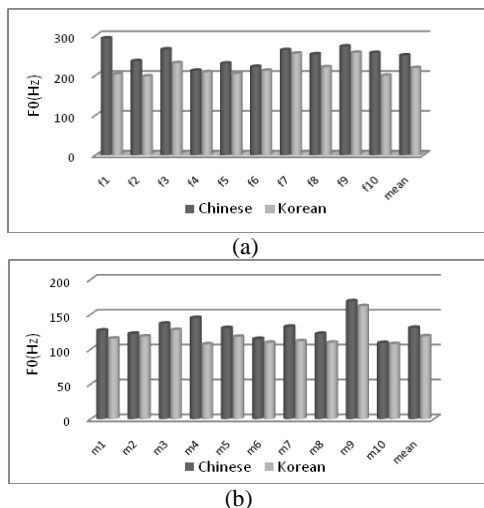 300
200
100
0
F0(Hz)
f1 f2 f3 f4 f5 f6 f7 f8 f9 f10 mean
Chinese Korean
(a)
200
150
100
50
0
F0(Hz)
m1 m2 m3 m4 m5 m6 m7 m8 m9 m10 mean
Chinese Korean
(b)